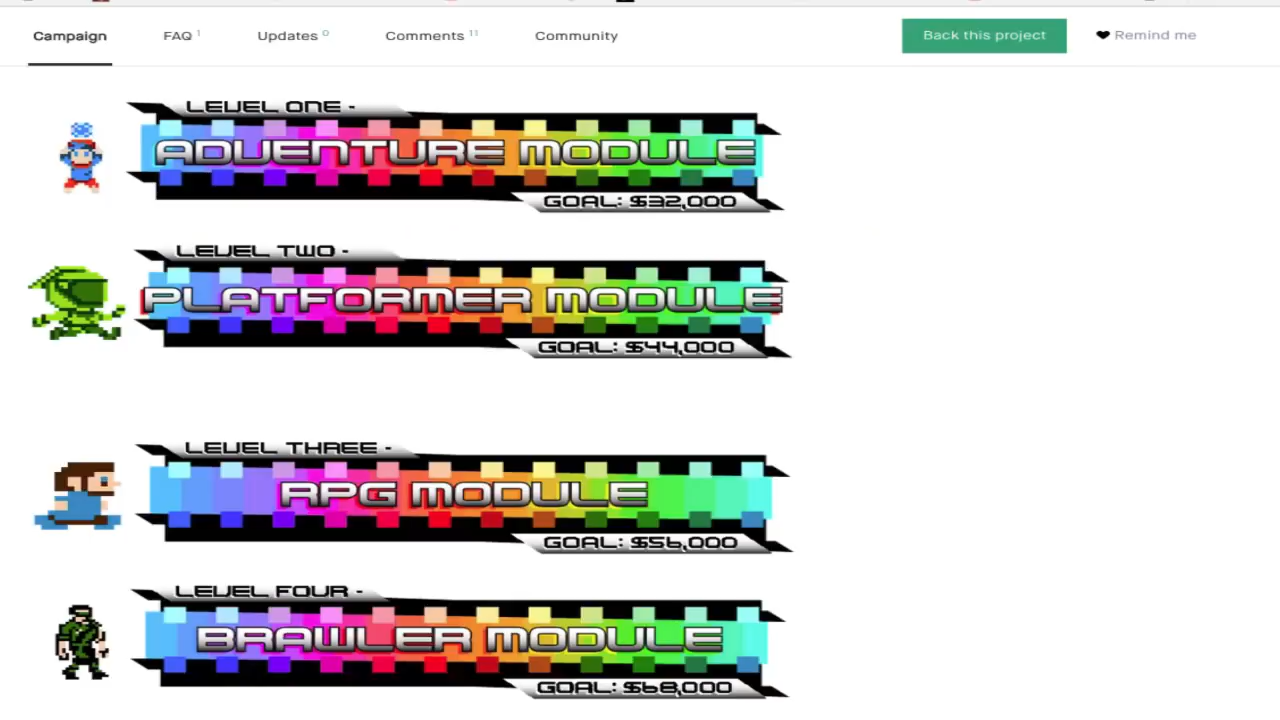 Campaign FAQ 1 Updates 0 Comments 11 Community Back this project Remind me
LEVEL ONE -
ADVENTURE MODULE
GOAL: $32,000
LEVEL TWO -
PLATFORMER MODULE
GOAL: $44,000
LEVEL THREE -
RPG MODULE
GOAL: $56,000
LEVEL FOUR -
BRAWLER MODULE
GOAL: $68,000